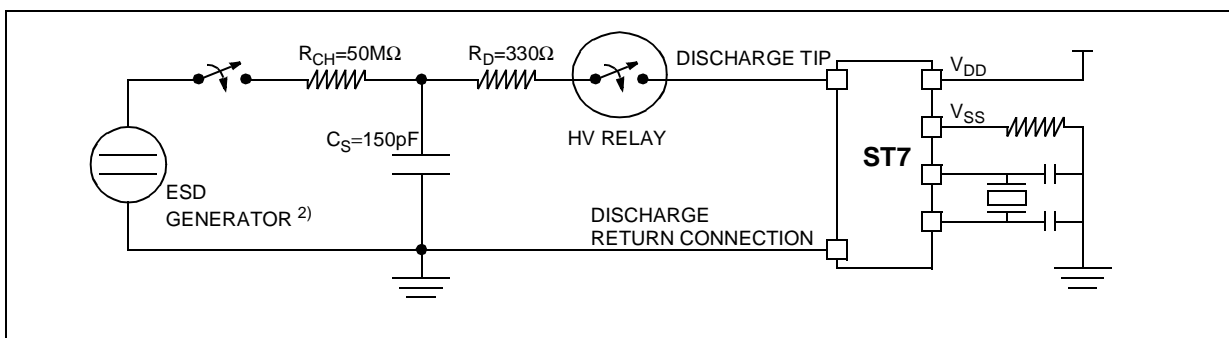 R_CH=50MΩ
R_D=330Ω
DISCHARGE TIP
V_DD
HV RELAY
V_SS
C_S=150pF
ST7
ESD
GENERATOR 2)
DISCHARGE
RETURN CONNECTION